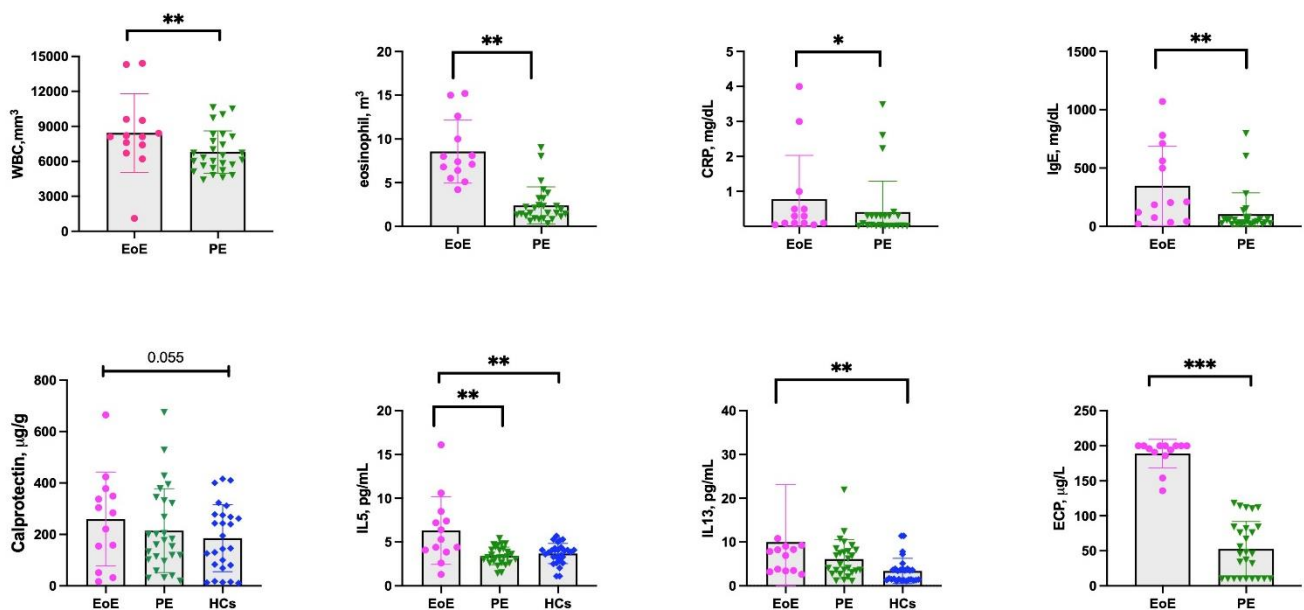 **
WBC,mm³
15000
12000
9000
6000
3000
0
EoE
PE
**
eosinophil, m³
20
15
10
5
0
EoE
PE
*
CRP, mg/dL
5
4
3
2
1
EoE
PE
**
IgE, mg/dL
1500
1000
500
0
EoE
PE
0.055
Calprotectin, µg/g
800
600
400
200
0
EoE
PE
HCs
**
**
IL5, pg/mL
20
15
10
5
0
EoE
PE
HCs
**
IL13, pg/mL
40
30
20
10
0
EoE
PE
HCs
***
ECP, µg/L
250
200
150
100
50
0
EoE
PE